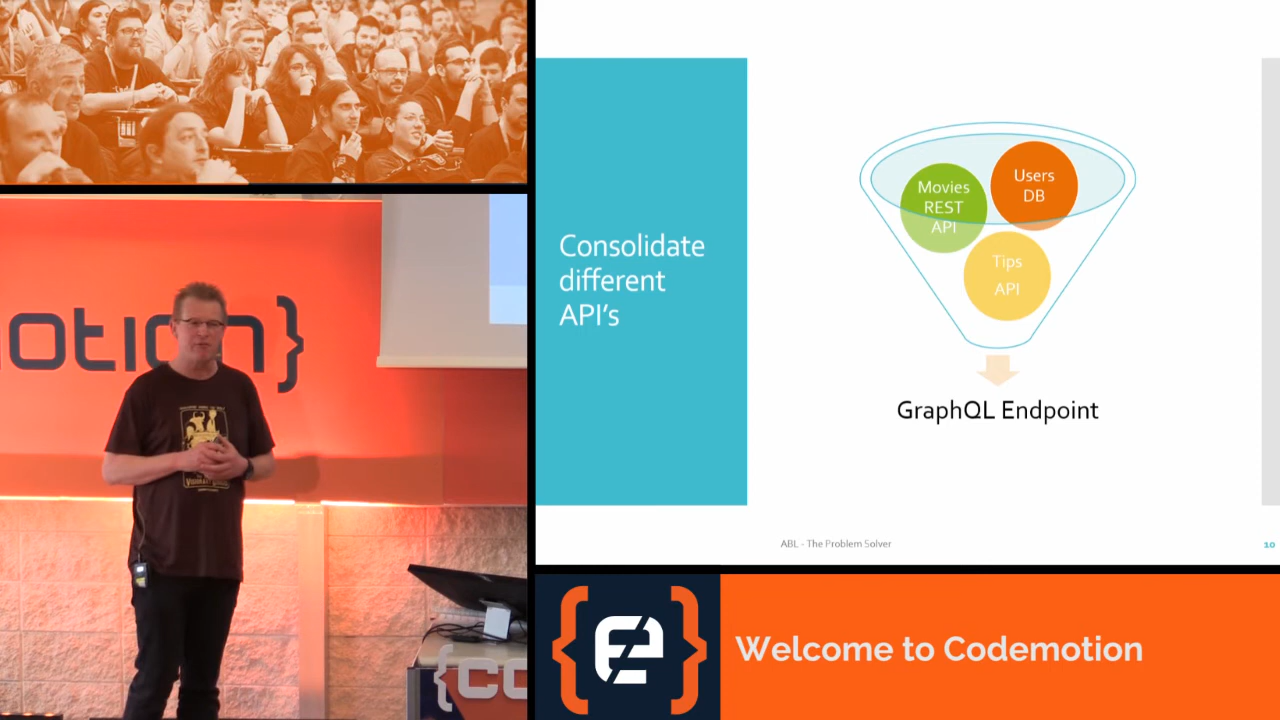 otion}
Consolidate
different
API's
Movies
REST
API
Users
DB
Tips
API
GraphQL Endpoint
ABL - The Problem Solver
10
{co
Welcome to Codemotion